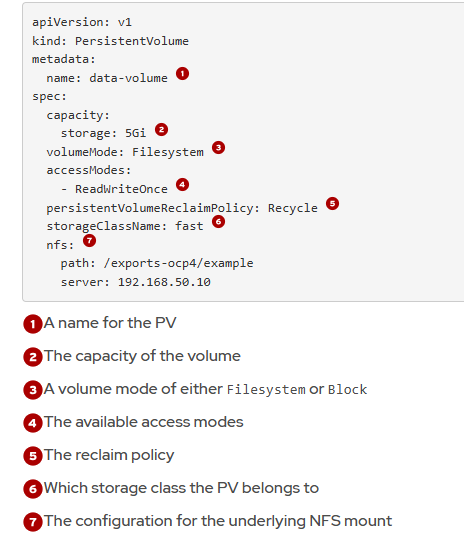 apiVersion: v1
kind: PersistentVolume
metadata:
  name: data-volume 1
spec:
  capacity:
    storage: 5Gi 2
  volumeMode: Filesystem 3
  accessModes:
    - ReadWriteOnce 4
  persistentVolumeReclaimPolicy: Recycle 5
  storageClassName: fast 6
  nfs: 7
    path: /exports-ocp4/example
    server: 192.168.50.10
1 A name for the PV
2 The capacity of the volume
3 A volume mode of either Filesystem or Block
4 The available access modes
5 The reclaim policy
6 Which storage class the PV belongs to
7 The configuration for the underlying NFS mount